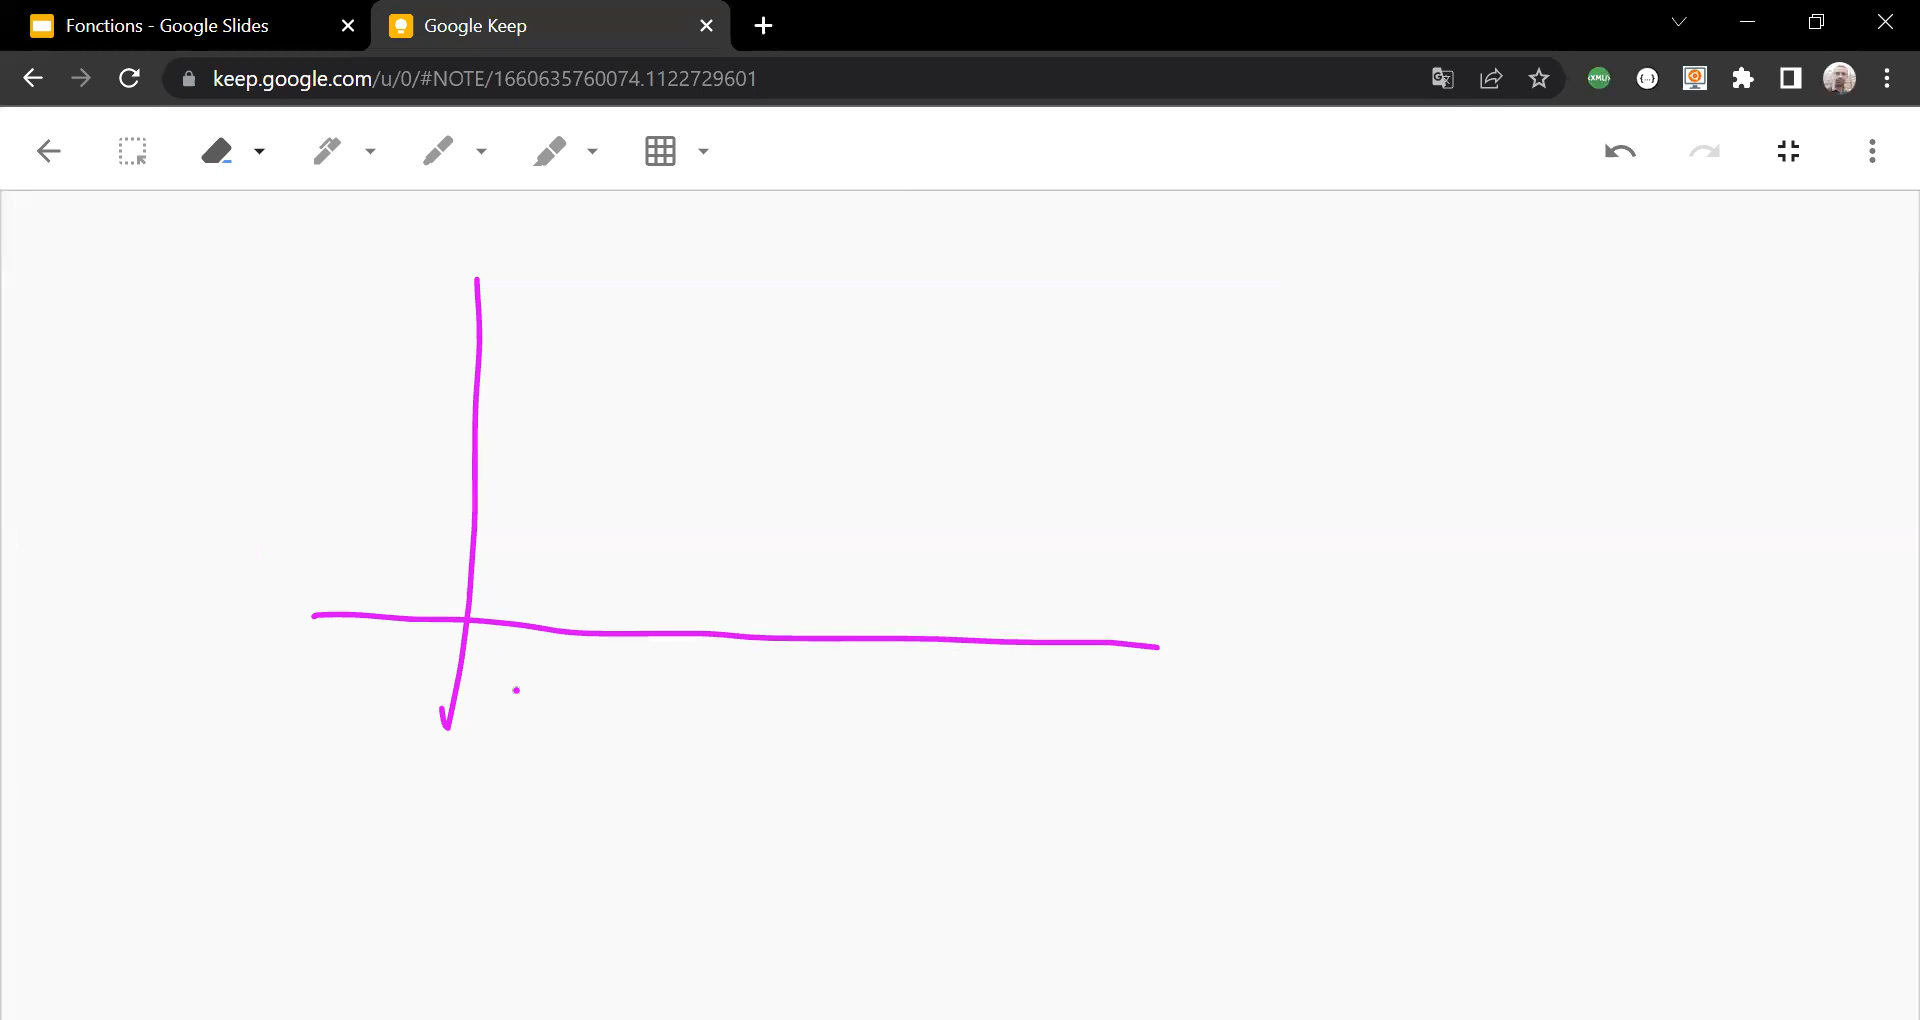 Fonctions - Google Slides
Google Keep
keep.google.com/u/0/#NOTE/1660635760074.1122729601